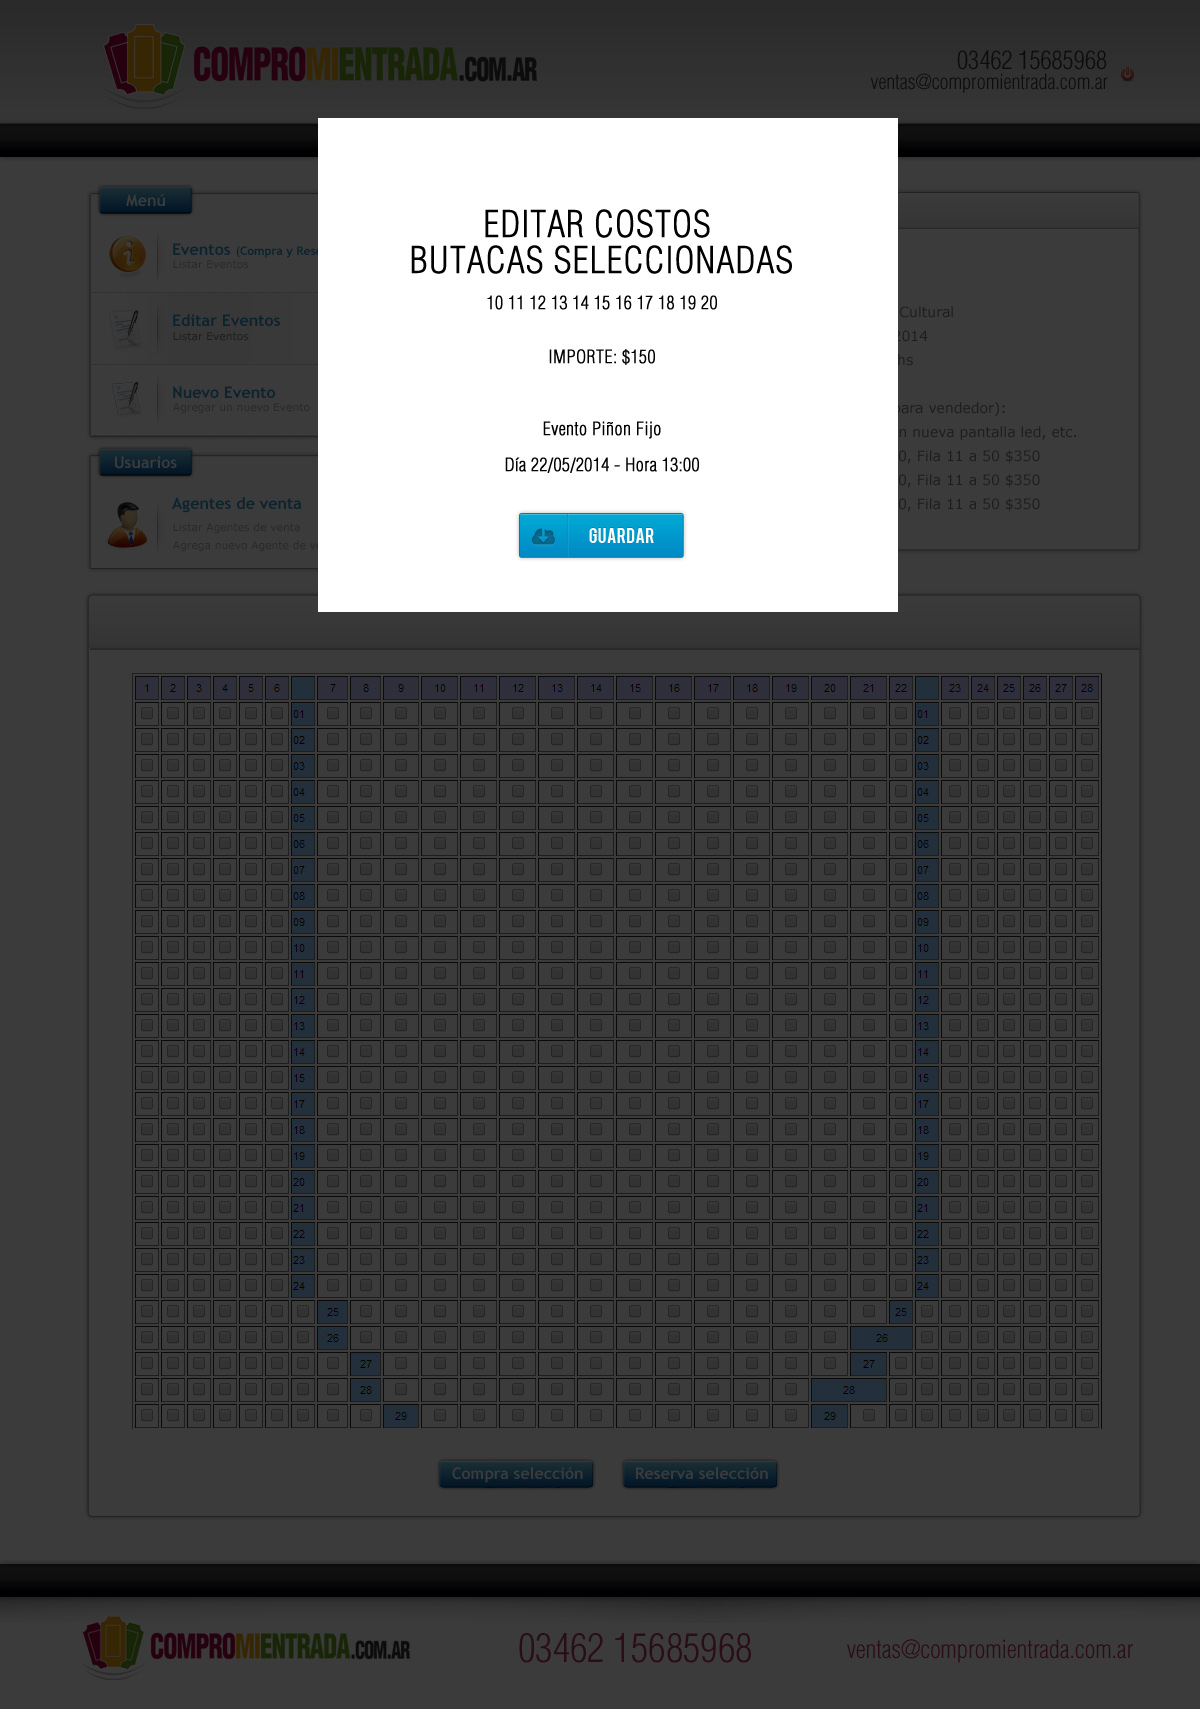 COMPROMIENTRADA.COM.AR
03462 15685968
ventas@compromientrada.com.ar
EDITAR COSTOS
BUTACAS SELECCIONADAS
10 11 12 13 14 15 16 17 18 19 20
IMPORTE: $150
Evento Piñon Fijo
Día 22/05/2014 - Hora 13:00
GUARDAR
Menú
Eventos (Compra y Rese
Listar Eventos
Editar Eventos
Listar Eventos
Nuevo Evento
Agregar un nuevo Evento
Usuarios
Agentes de venta
Listar Agentes de venta
Agrega nuevo Agente de ve
Cultural
2014
hs
para vendedor):
n nueva pantalla led, etc.
0, Fila 11 a 50 $350
0, Fila 11 a 50 $350
0, Fila 11 a 50 $350
1 2 3 4 5 6 7 8 9 10 11 12 13 14 15 16 17 18 19 20 21 22 23 24 25 26 27 28
01 01
02 02
03 03
04 04
05 05
06 06
07 07
08 08
09 09
10 10
11 11
12 12
13 13
14 14
15 15
17 17
18 18
19 19
20 20
21 21
22 22
23 23
24 24
25 25
26 26
27 27
28 28
29 29
Compra selección Reserva selección
COMPROMIENTRADA.COM.AR
03462 15685968
ventas@compromientrada.com.ar